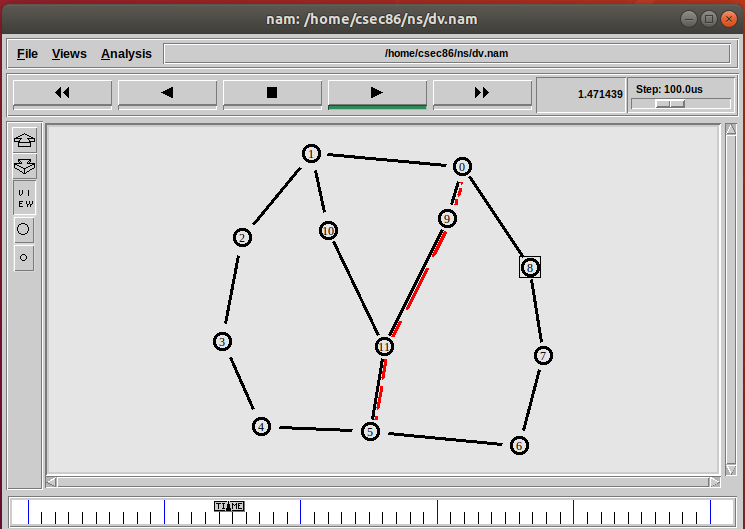 nam: /home/csec86/ns/dv.nam
File Views Analysis /home/csec86/ns/dv.nam
1.471439 Step: 100.0us
VIEW
1
0
9
2
10
8
3
11
7
4
5
6
TIME